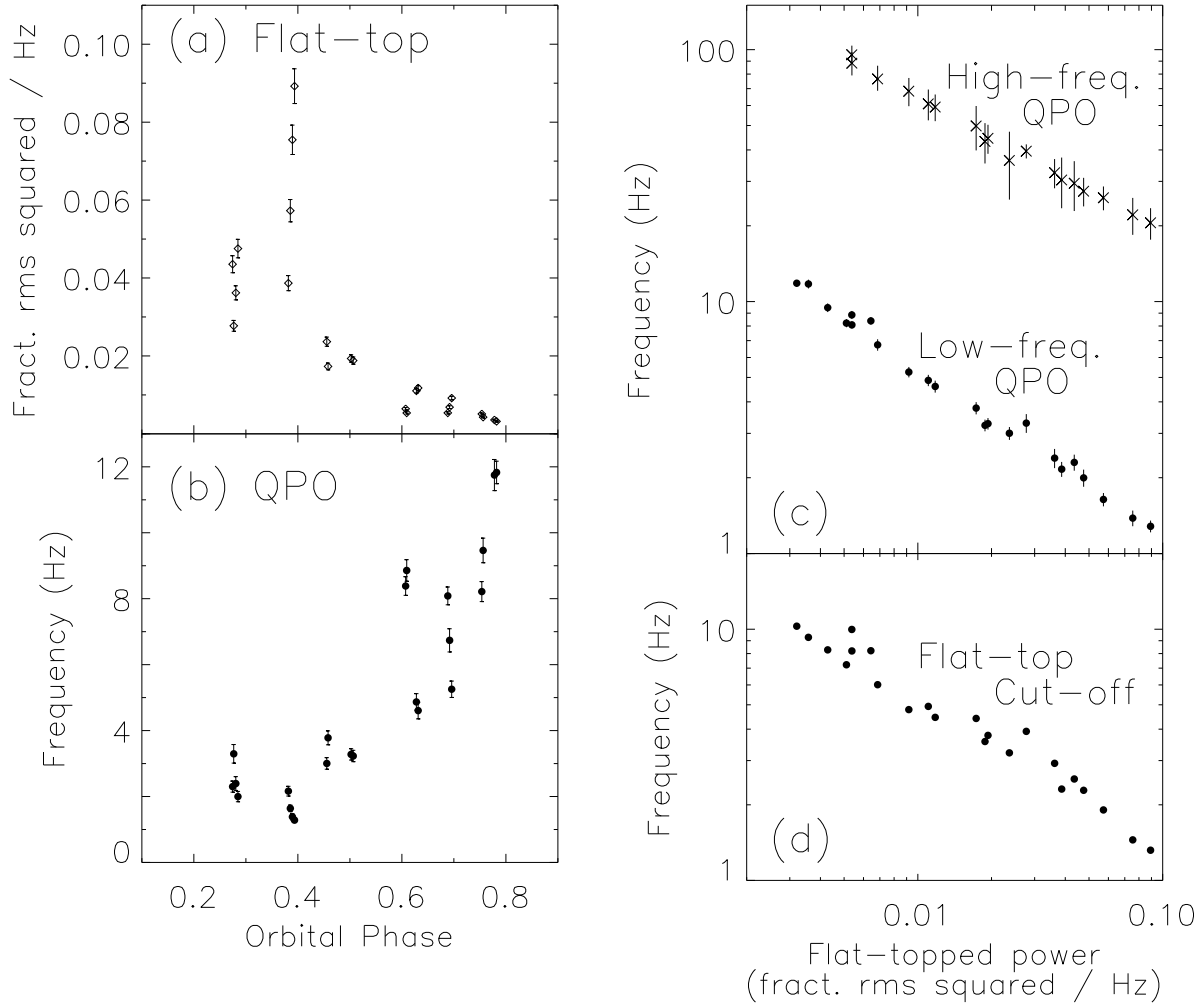 (a) Flat-top
Fract. rms squared / Hz
0.10
0.08
0.06
0.04
0.02
(b) QPO
Frequency (Hz)
12
8
4
0
0.2 0.4 0.6 0.8
Orbital Phase
100
10
1
Frequency (Hz)
High-freq.
QPO
Low-freq.
QPO
(c)
10
1
Frequency (Hz)
Flat-top
Cut-off
(d)
0.01 0.10
Flat-topped power
(fract. rms squared / Hz)